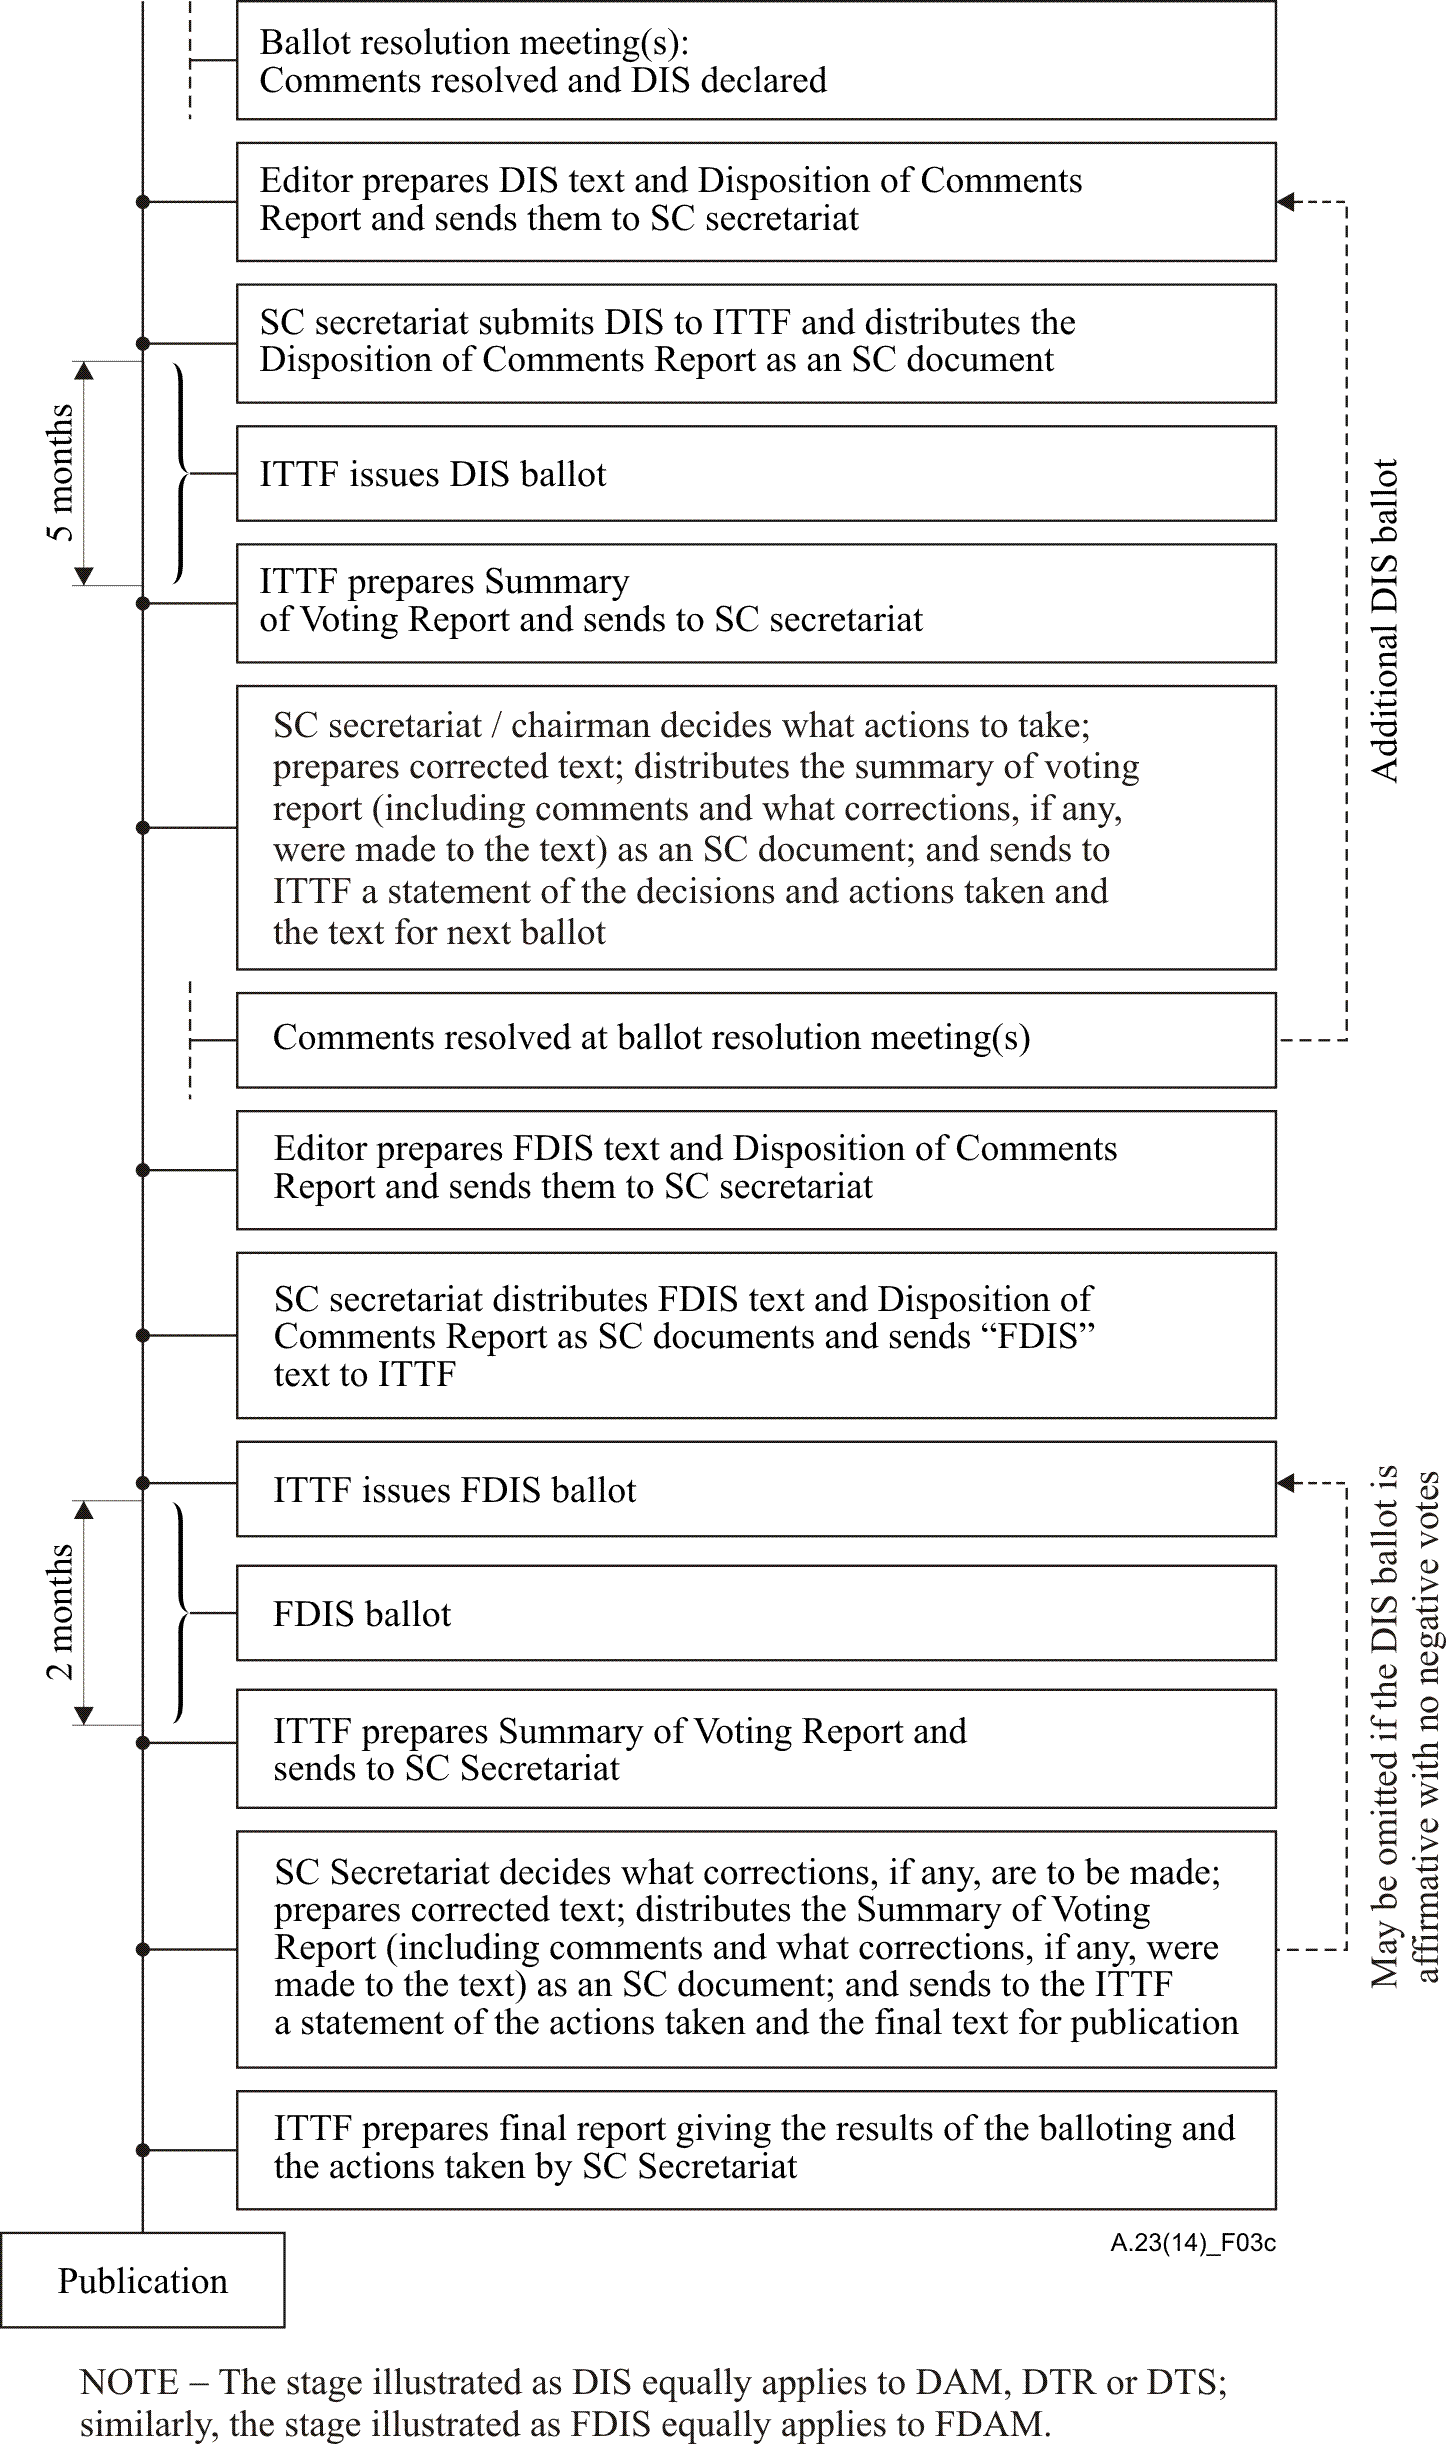 Ballot resolution meeting(s):
Comments resolved and DIS declared
Editor prepares DIS text and Disposition of Comments
Report and sends them to SC secretariat
SC secretariat submits DIS to ITTF and distributes the
Disposition of Comments Report as an SC document
5 months
ITTF issues DIS ballot
ITTF prepares Summary
of Voting Report and sends to SC secretariat
Additional DIS ballot
SC secretariat / chairman decides what actions to take;
prepares corrected text; distributes the summary of voting
report (including comments and what corrections, if any,
were made to the text) as an SC document; and sends to
ITTF a statement of the decisions and actions taken and
the text for next ballot
Comments resolved at ballot resolution meeting(s)
Editor prepares FDIS text and Disposition of Comments
Report and sends them to SC secretariat
SC secretariat distributes FDIS text and Disposition of
Comments Report as SC documents and sends “FDIS”
text to ITTF
ITTF issues FDIS ballot
2 months
FDIS ballot
ITTF prepares Summary of Voting Report and
sends to SC Secretariat
May be omitted if the DIS ballot is
affirmative with no negative votes
SC Secretariat decides what corrections, if any, are to be made;
prepares corrected text; distributes the Summary of Voting
Report (including comments and what corrections, if any, were
made to the text) as an SC document; and sends to the ITTF
a statement of the actions taken and the final text for publication
ITTF prepares final report giving the results of the balloting and
the actions taken by SC Secretariat
A.23(14)_F03c
Publication
NOTE – The stage illustrated as DIS equally applies to DAM, DTR or DTS;
similarly, the stage illustrated as FDIS equally applies to FDAM.